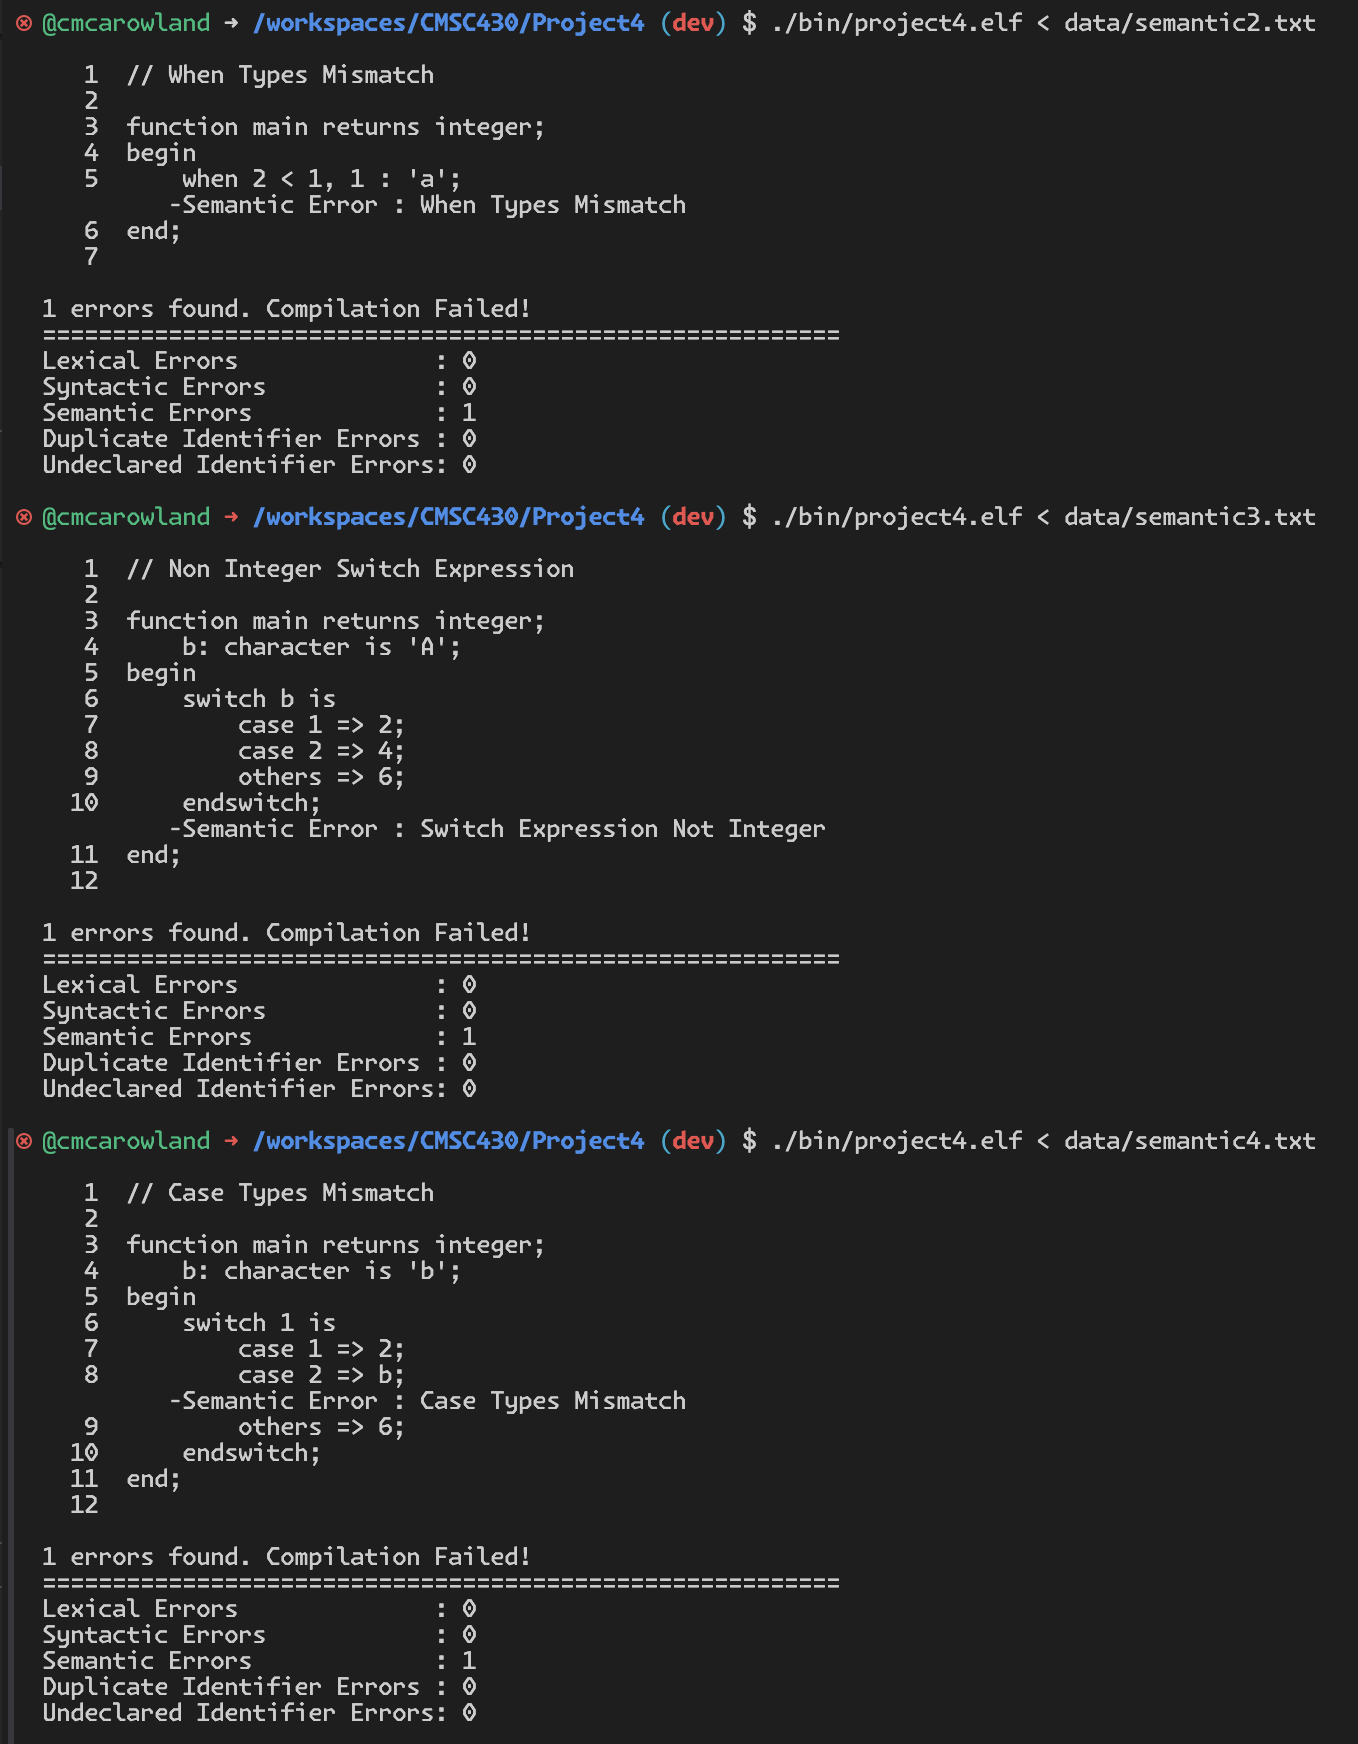 @cmcarowland → /workspaces/CMSC430/Project4 (dev) $ ./bin/project4.elf < data/semantic2.txt
1 // When Types Mismatch
2
3 function main returns integer;
4 begin
5     when 2 < 1, 1 : 'a';
-Semantic Error : When Types Mismatch
6 end;
7
1 errors found. Compilation Failed!
=========================================================
Lexical Errors              : 0
Syntactic Errors            : 0
Semantic Errors             : 1
Duplicate Identifier Errors : 0
Undeclared Identifier Errors: 0
@cmcarowland → /workspaces/CMSC430/Project4 (dev) $ ./bin/project4.elf < data/semantic3.txt
1 // Non Integer Switch Expression
2
3 function main returns integer;
4     b: character is 'A';
5 begin
6     switch b is
7         case 1 => 2;
8         case 2 => 4;
9         others => 6;
10     endswitch;
-Semantic Error : Switch Expression Not Integer
11 end;
12
1 errors found. Compilation Failed!
=========================================================
Lexical Errors              : 0
Syntactic Errors            : 0
Semantic Errors             : 1
Duplicate Identifier Errors : 0
Undeclared Identifier Errors: 0
@cmcarowland → /workspaces/CMSC430/Project4 (dev) $ ./bin/project4.elf < data/semantic4.txt
1 // Case Types Mismatch
2
3 function main returns integer;
4     b: character is 'b';
5 begin
6     switch 1 is
7         case 1 => 2;
8         case 2 => b;
-Semantic Error : Case Types Mismatch
9         others => 6;
10     endswitch;
11 end;
12
1 errors found. Compilation Failed!
=========================================================
Lexical Errors              : 0
Syntactic Errors            : 0
Semantic Errors             : 1
Duplicate Identifier Errors : 0
Undeclared Identifier Errors: 0